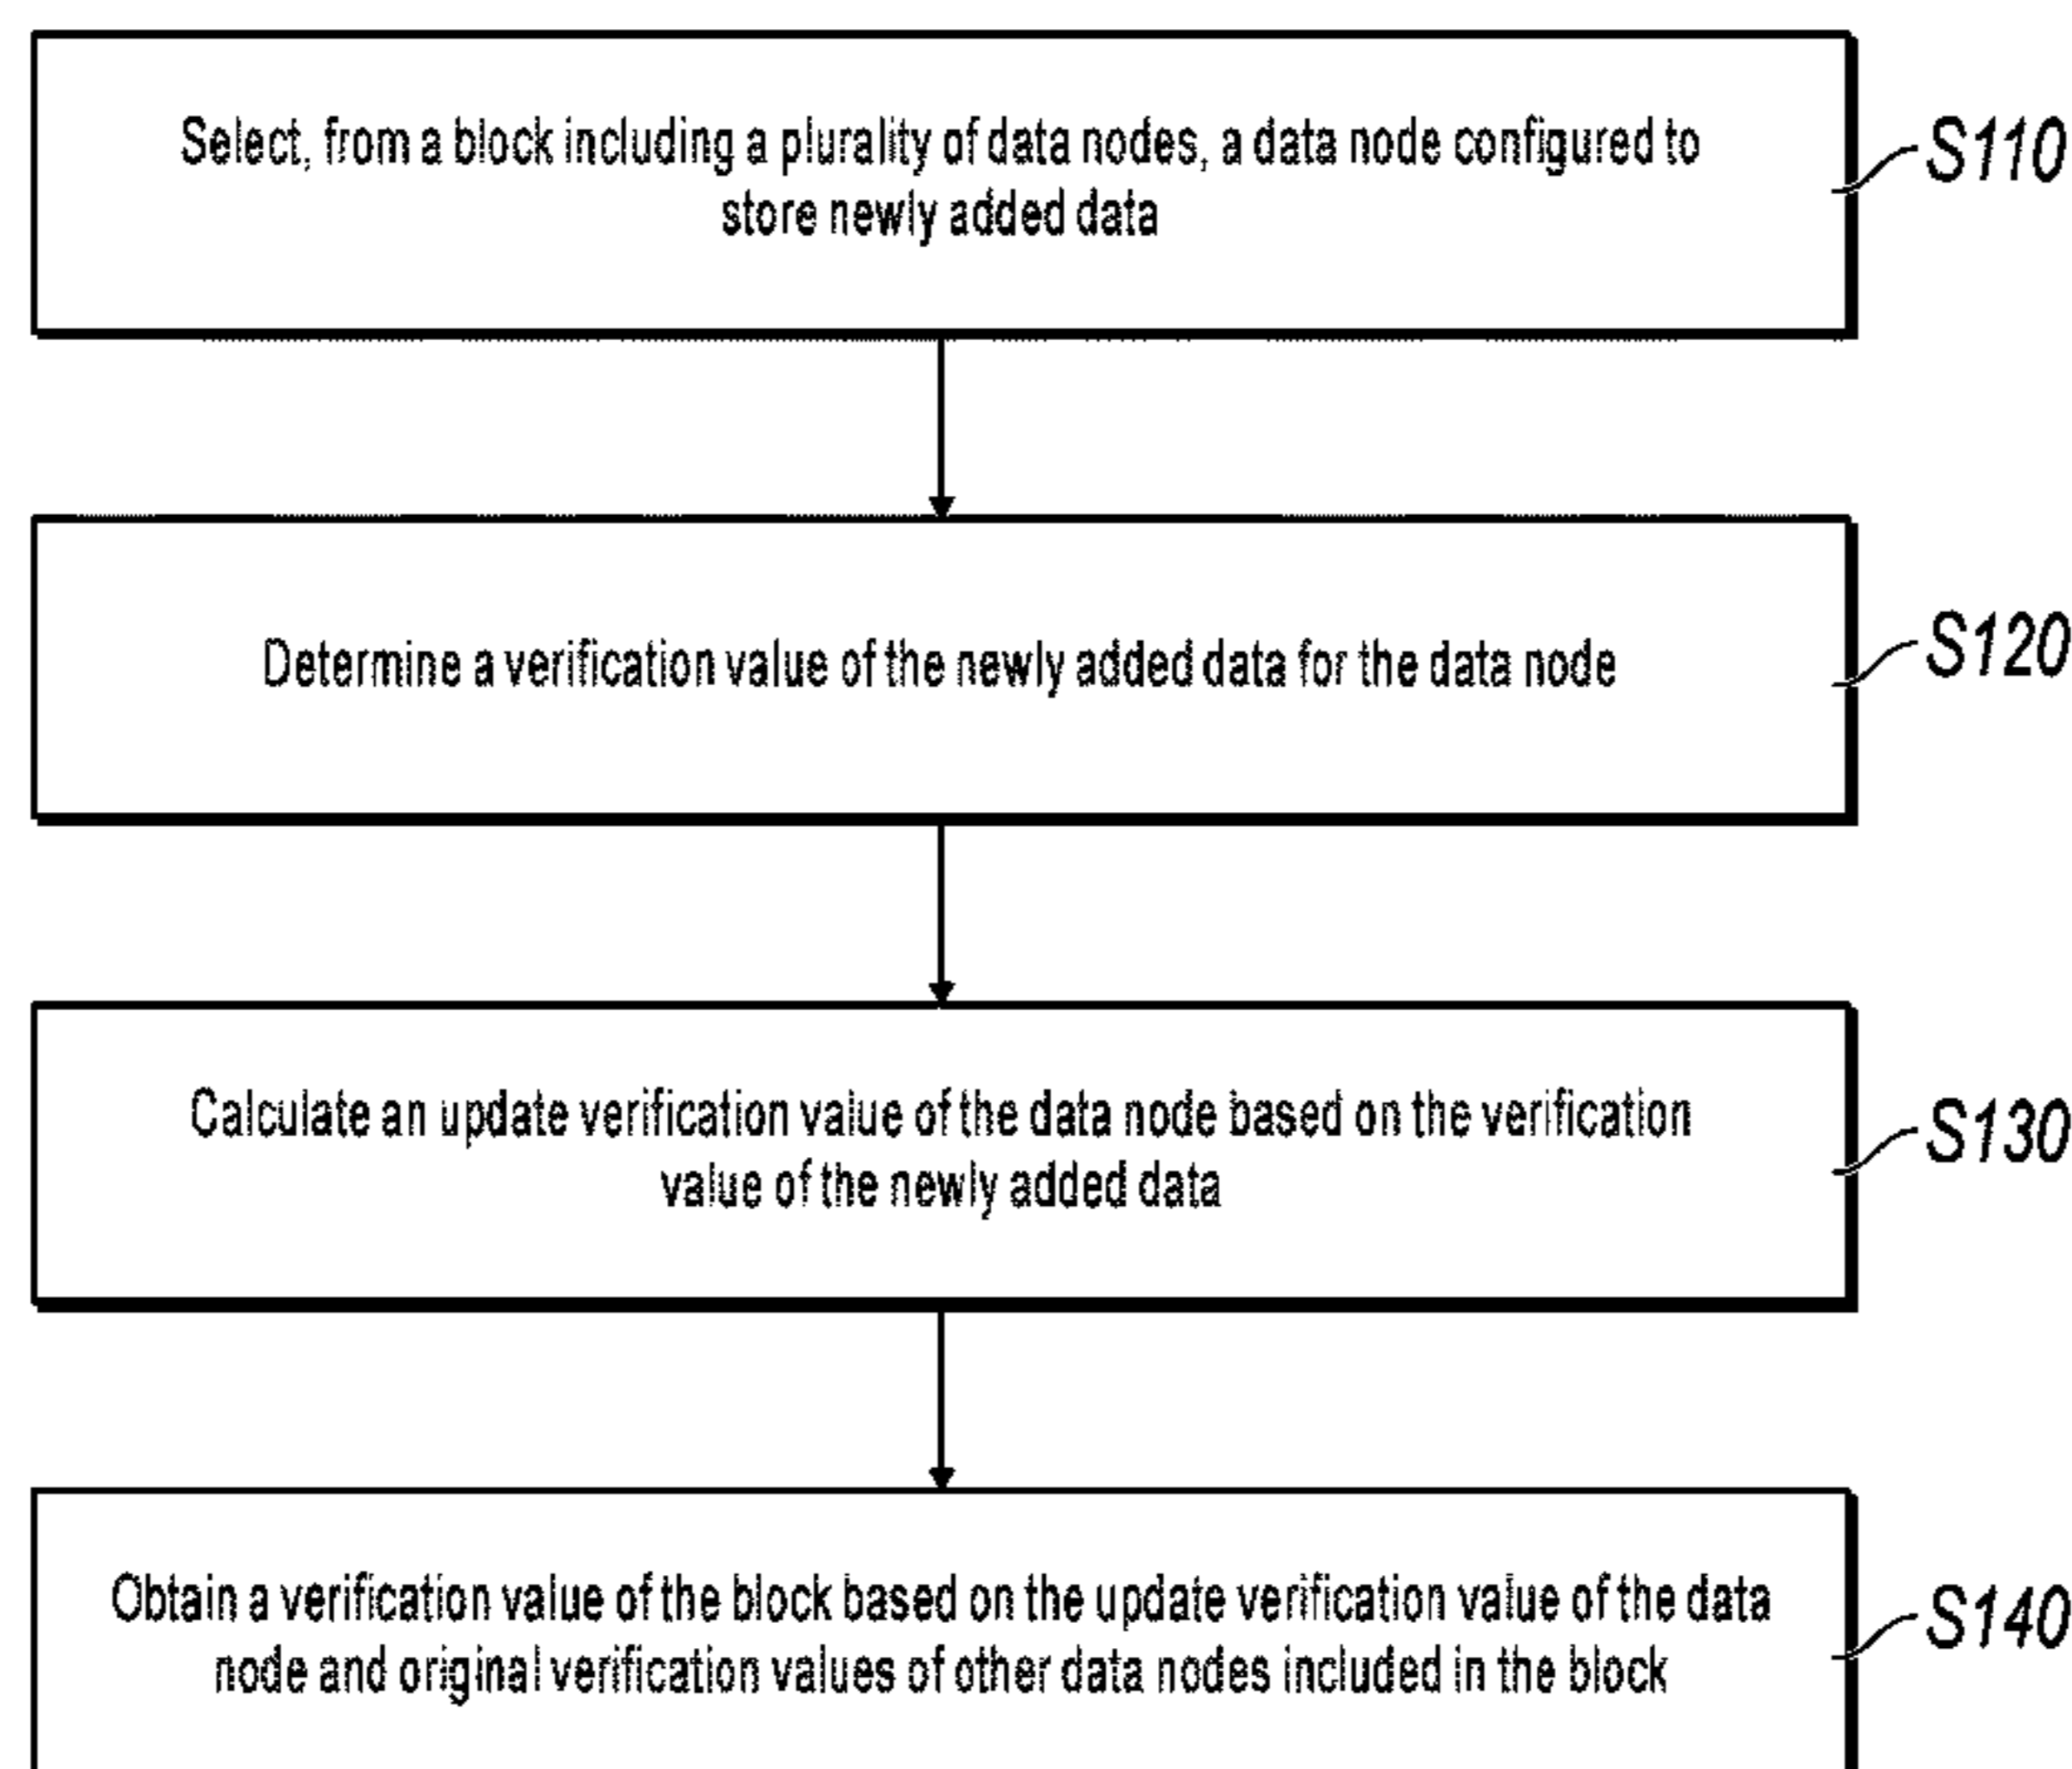 Select, from a block including a plurality of data nodes, a data node configured to
store newly added data
S110
Determine a verification value of the newly added data for the data node
S120
Calculate an update verification value of the data node based on the verification
value of the newly added data
S130
Obtain a verification value of the block based on the update verification value of the data
node and original verification values of other data nodes included in the block
S140